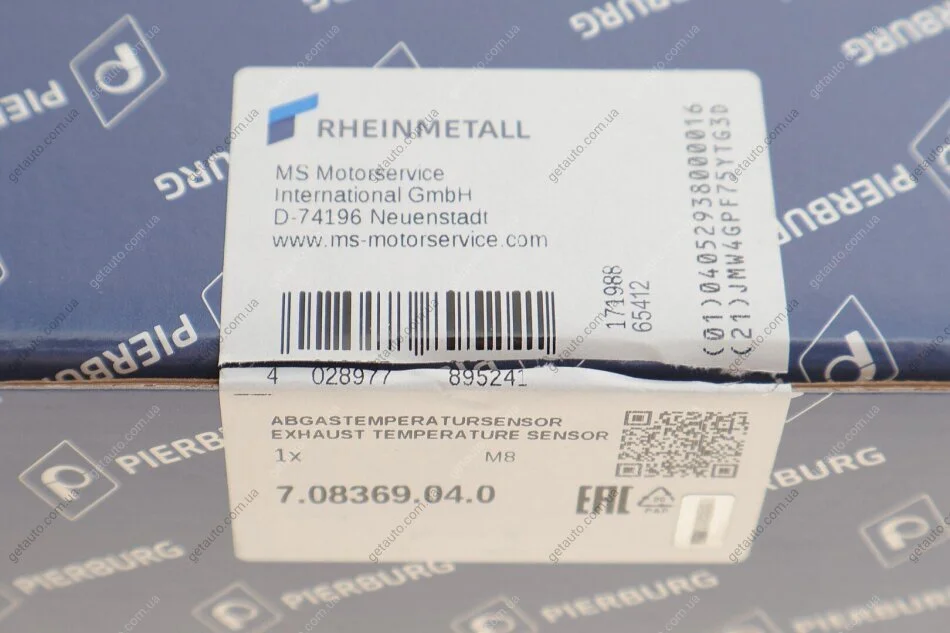 RHEINMETALL
MS Motorservice
International GmbH
D-74196 Neuenstadt
www.ms-motorservice.com
171988
65412
(01)04052938000016
(21)JMW4GPF75YTG3D
4 028977 895241
ABGASTEMPERATURSENSOR
EXHAUST TEMPERATURE SENSOR
1x M8
7.08369.04.0
EAC
PAP
PIERBURG
PIERBURG
PIERBURG
PIERBURG
PIERBURG
getauto.com.ua